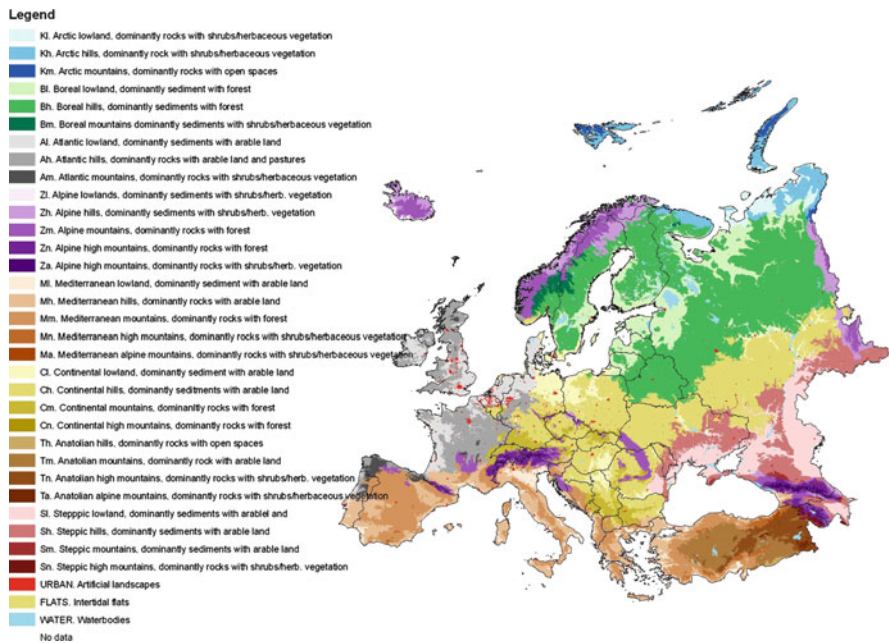 Legend
Kl. Arctic lowland, dominantly rocks with shrubs/herbaceous vegetation
Kh. Arctic hills, dominantly rock with shrubs/herbaceous vegetation
Km. Arctic mountains, dominantly rocks with open spaces
Bl. Boreal lowland, dominantly sediment with forest
Bh. Boreal hills, dominantly sediments with forest
Bm. Boreal mountains dominantly sediments with shrubs/herbaceous vegetation
Al. Atlantic lowland, dominantly sediment with arable land
Ah. Atlantic hills, dominantly rocks with arable land and pastures
Am. Atlantic mountains, dominantly rocks with shrubs/herbaceous vegetation
Zl. Alpine lowlands, dominantly sediments with shrubs/herb. vegetation
Zh. Alpine hills, dominantly sediments with shrubs/herb. vegetation
Zm. Alpine mountains, dominantly rocks with forest
Zn. Alpine high mountains, dominantly rocks with forest
Za. Alpine high mountains, dominantly rocks with shrubs/herb. vegetation
Ml. Mediterranean lowland, dominantly sediment with arable land
Mh. Mediterranean hills, dominantly rocks with arable land
Mm. Mediterranean mountains, dominantly rocks with forest
Mn. Mediterranean high mountains, dominantly rocks with shrubs/herbaceous vegetation
Ma. Mediterranean alpine mountains, dominantly rocks with shrubs/herbaceous vegetation
Cl. Continental lowland, dominantly sediment with arable land
Ch. Continental hills, dominantly seditments with arable land
Cm. Continental mountains, dominanltly rocks with forest
Cn. Continental high mountains, dominantly rocks with forest
Th. Anatolian hills, dominantly rocks with open spaces
Tm. Anatolian mountains, dominantly rock with arable land
Tn. Anatolian high mountains, dominantly rocks with shrubs/herb. vegetation
Ta. Anatolian alpine mountains, dominantly rocks with shrubs/herbaceous vegetation
Sl. Stepppic lowland, dominantly sediments with arablel and
Sh. Steppic hills, dominantly sediments with arable land
Sm. Steppic mountains, dominantly sediments with arable land
Sn. Steppic high mountains, dominantly rocks with shrubs/herb. vegetation
URBAN. Artificial landscapes
FLATS. Intertidal flats
WATER. Waterbodies
No data